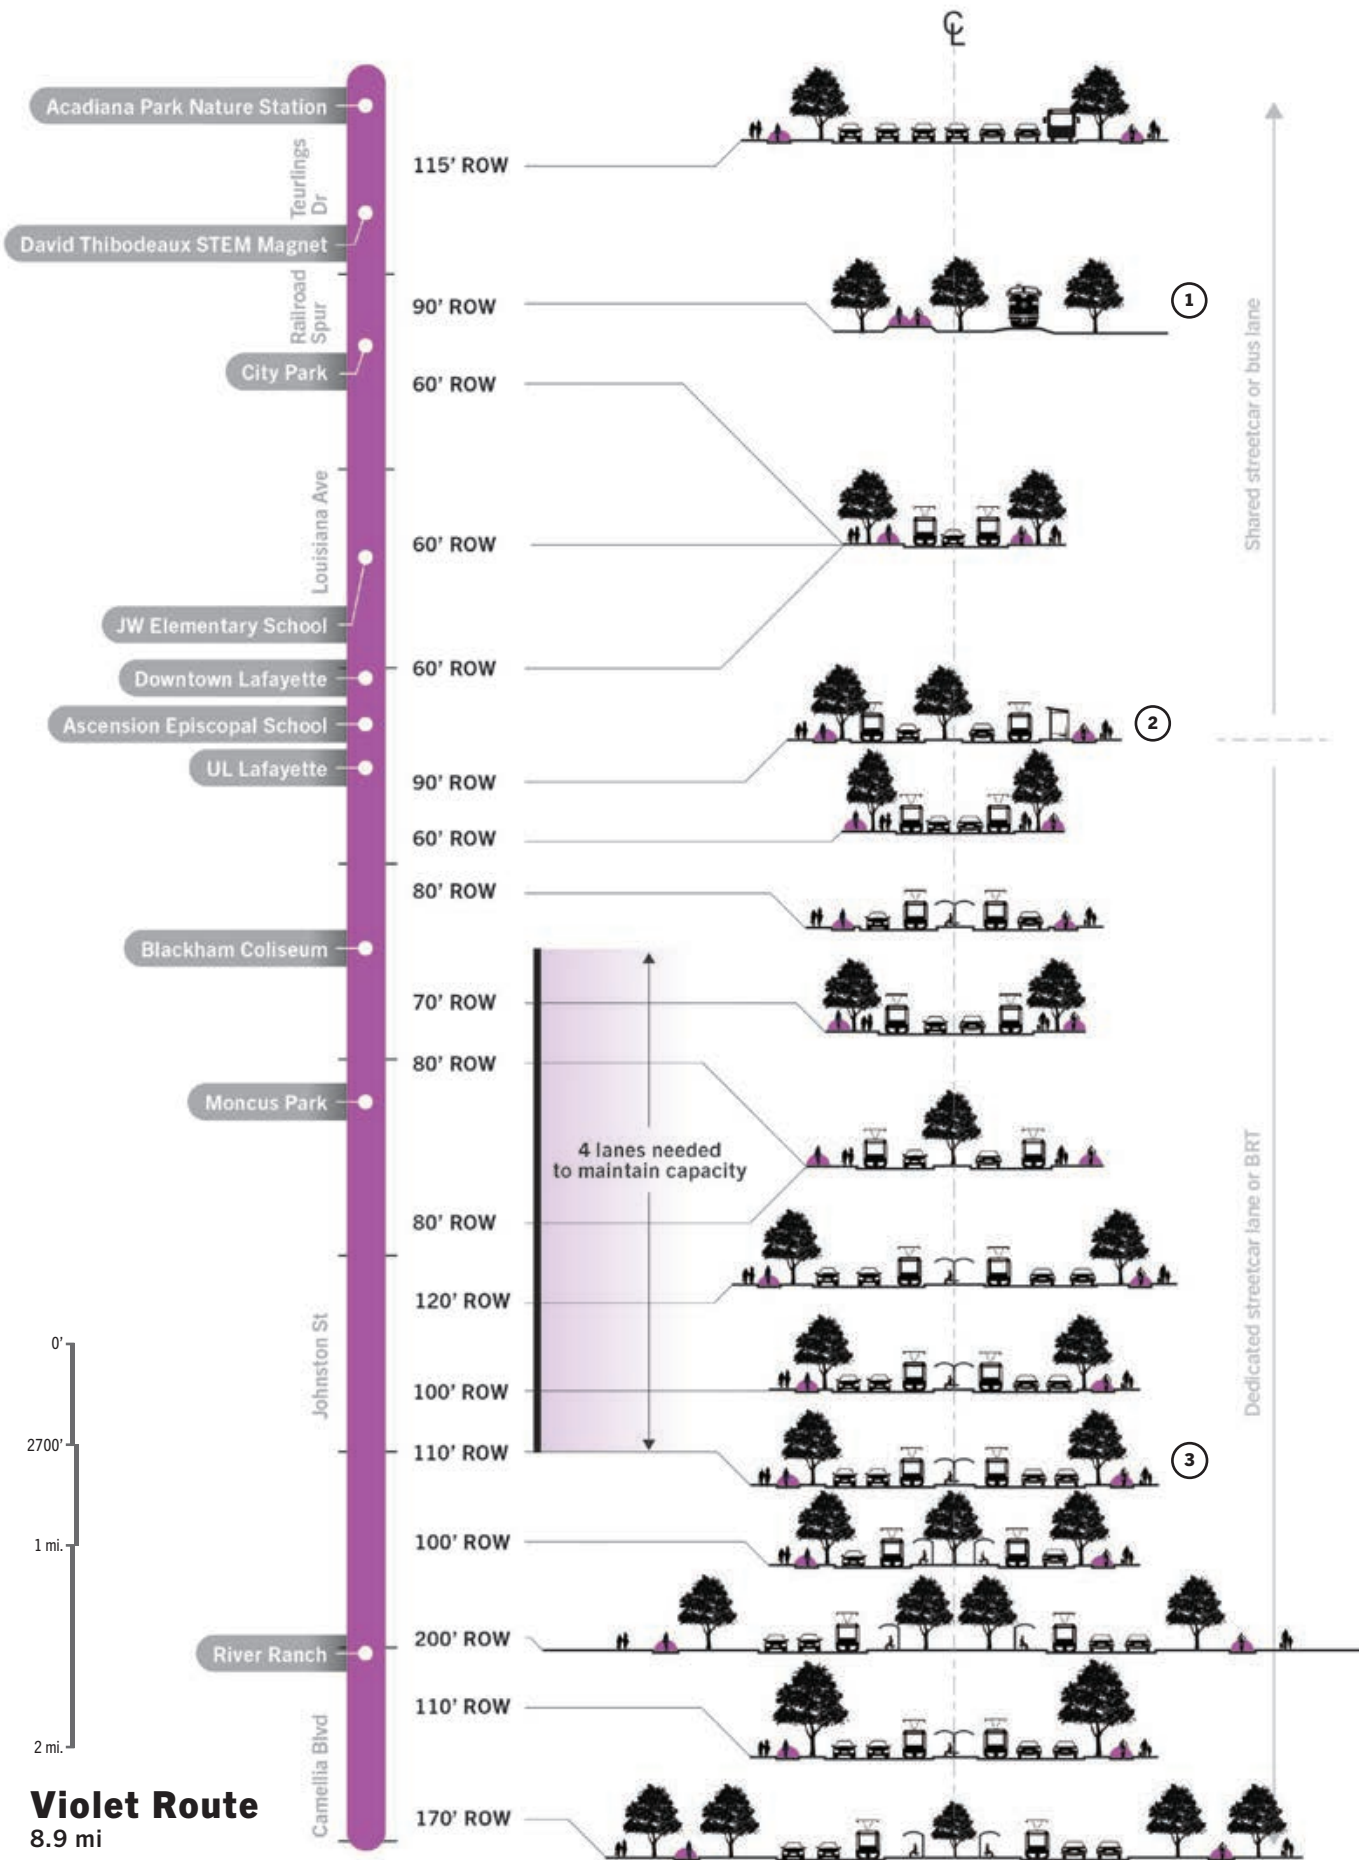 CL
Acadiana Park Nature Station
115' ROW
Teurlings
Dr
David Thibodeaux STEM Magnet
Railroad
Spur
90' ROW
1
City Park
60' ROW
Shared streetcar or bus lane
Louisiana Ave
60' ROW
JW Elementary School
60' ROW
Downtown Lafayette
Ascension Episcopal School
2
UL Lafayette
90' ROW
60' ROW
80' ROW
Blackham Coliseum
70' ROW
80' ROW
Moncus Park
4 lanes needed
to maintain capacity
80' ROW
Dedicated streetcar lane or BRT
120' ROW
Johnston St
0'
100' ROW
2700'
110' ROW
3
1 mi.
100' ROW
200' ROW
River Ranch
110' ROW
2 mi.
Camellia Blvd
Violet Route
8.9 mi
170' ROW